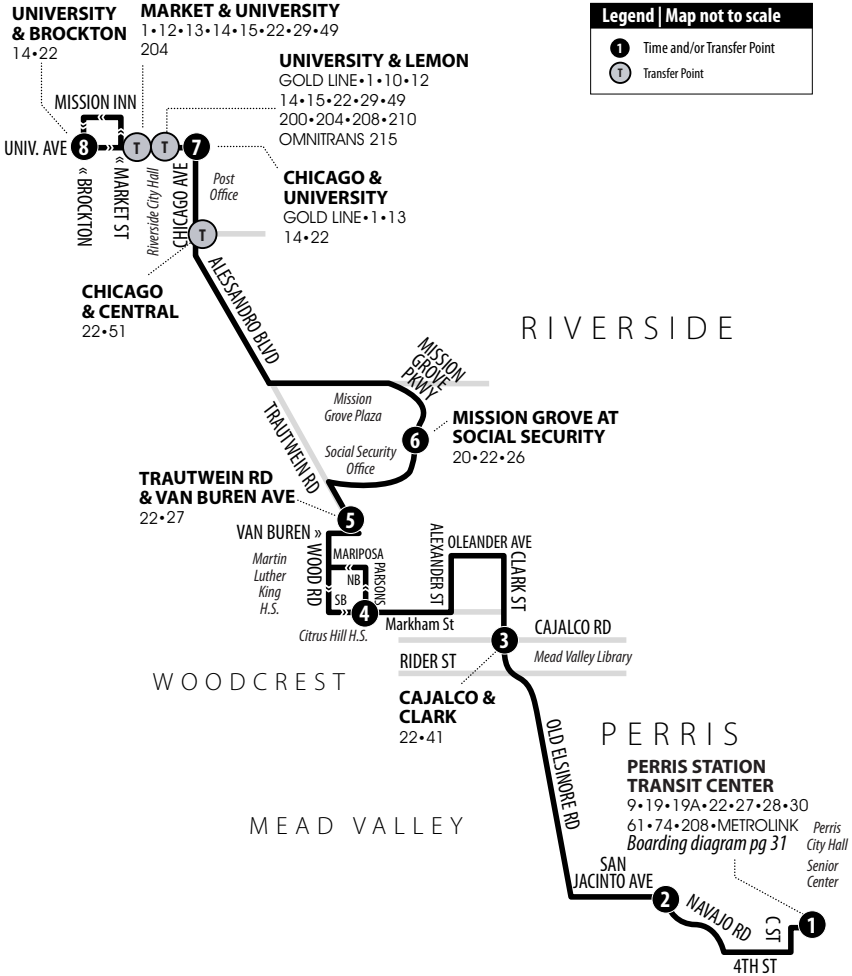 UNIVERSITY
& BROCKTON
14•22
MARKET & UNIVERSITY
1•12•13•14•15•22•29•49
204
Legend | Map not to scale
1 Time and/or Transfer Point
T Transfer Point
UNIVERSITY & LEMON
GOLD LINE•1•10•12
14•15•22•29•49
200•204•208•210
OMNITRANS 215
MISSION INN
UNIV. AVE
8
T
T
7
« BROCKTON
« MARKET ST
Riverside City Hall
CHICAGO AVE
Post
Office
CHICAGO &
UNIVERSITY
GOLD LINE•1•13
14•22
T
CHICAGO
& CENTRAL
22•51
ALESSANDRO BLVD
RIVERSIDE
MISSION
GROVE
PKWY
Mission
Grove Plaza
TRAUTWEIN RD
6
MISSION GROVE AT
SOCIAL SECURITY
20•22•26
Social Security
Office
TRAUTWEIN RD
& VAN BUREN AVE
22•27
5
VAN BUREN »
WOOD RD
MARIPOSA
NB
PARSONS
SB
4
Martin
Luther
King
H.S.
Citrus Hill H.S.
Markham St
ALEXANDER ST
OLEANDER AVE
CLARK ST
3
CAJALCO RD
RIDER ST
Mead Valley Library
WOODCREST
CAJALCO &
CLARK
22•41
OLD ELSINORE RD
PERRIS
PERRIS STATION
TRANSIT CENTER
9•19•19A•22•27•28•30
61•74•208•METROLINK
Boarding diagram pg 31
Perris
City Hall
Senior
Center
MEAD VALLEY
SAN
JACINTO AVE
2
NAVAJO RD
C ST
1
4TH ST